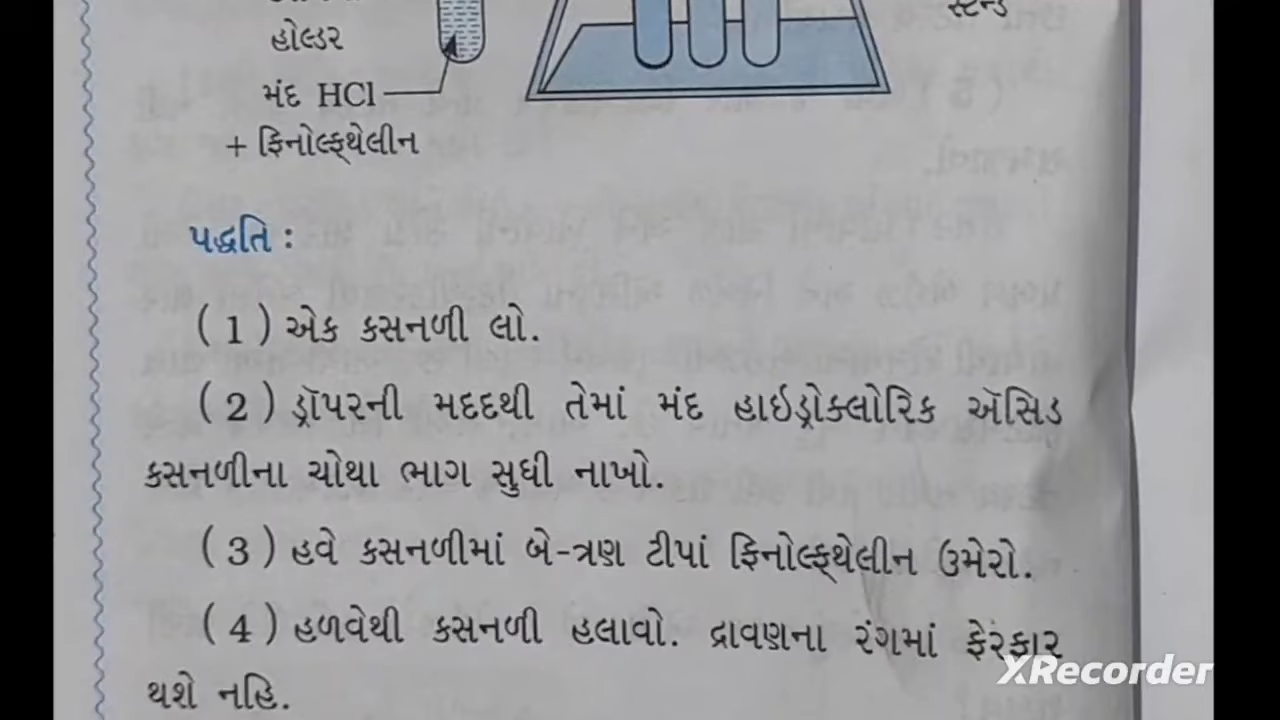 સ્ટેન્ડ
હોલ્ડર
મંદ HCl
+ ફિનોલ્ફથેલીન
પદ્ધતિ :
(1) એક કસનળી લો.
(2) ડ્રૉપરની મદદથી તેમાં મંદ હાઇડ્રોક્લોરિક ઍસિડ
કસનળીના ચોથા ભાગ સુધી નાખો.
(3) હવે કસનળીમાં બે-ત્રણ ટીપાં ફિનોલ્ફથેલીન ઉમેરો.
(4) હળવેથી કસનળી હલાવો. દ્રાવણના રંગમાં ફેરફાર
થશે નહિ.
XRecorder